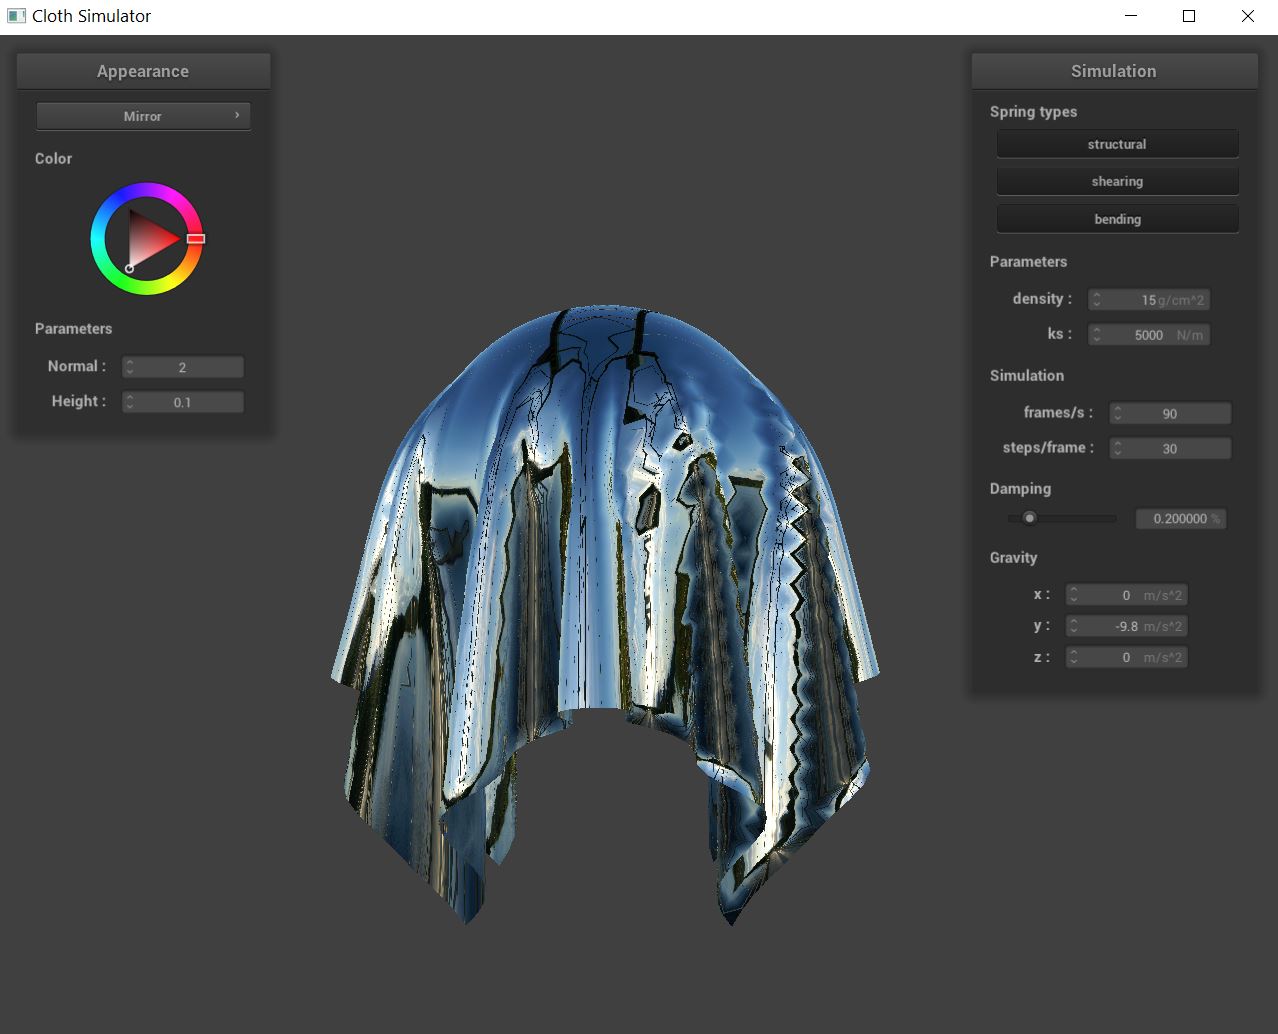 Cloth Simulator
Appearance
Mirror
Color
Parameters
Normal : 2
Height : 0.1
Simulation
Spring types
structural
shearing
bending
Parameters
density : 15 g/cm^2
ks : 5000 N/m
Simulation
frames/s : 90
steps/frame : 30
Damping
0.200000 %
Gravity
x : 0 m/s^2
y : -9.8 m/s^2
z : 0 m/s^2